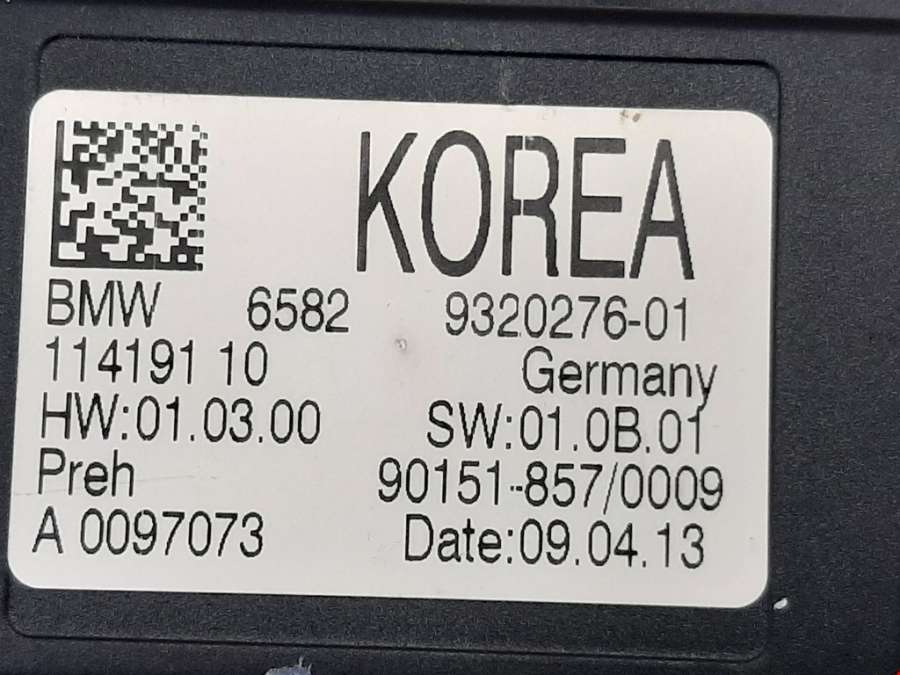 KOREA
BMW 6582 9320276-01
114191 10 Germany
HW:01.03.00 SW:01.0B.01
Preh 90151-857/0009
A 0097073 Date:09.04.13